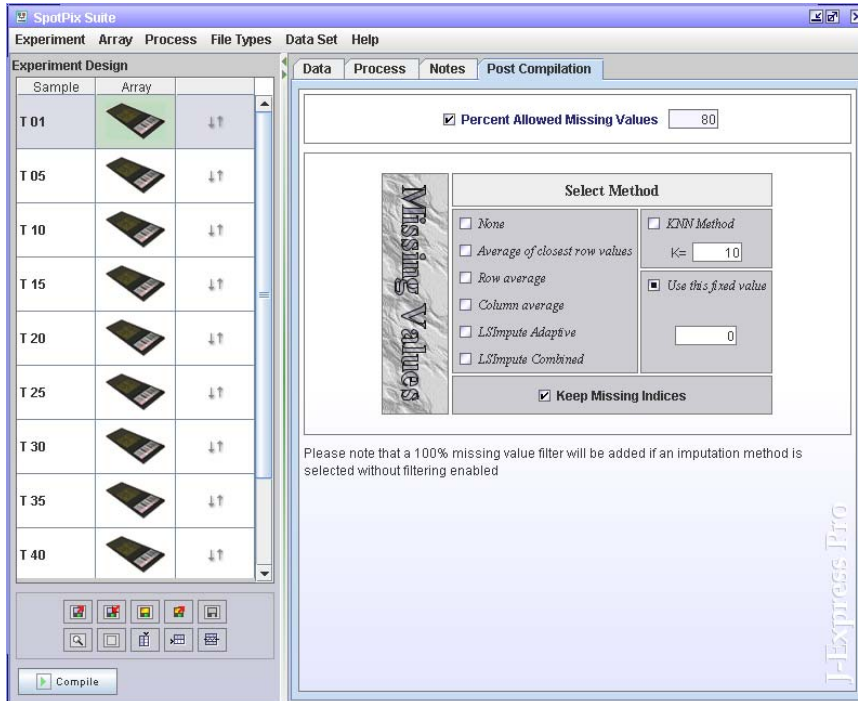 SpotPix Suite
Experiment Array Process File Types Data Set Help
Experiment Design
Sample Array
T 01
T 05
T 10
T 15
T 20
T 25
T 30
T 35
T 40
Compile
Data Process Notes Post Compilation
Percent Allowed Missing Values 80
Missing Values
Select Method
None
Average of closest row values
Row average
Column average
LSImpute Adaptive
LSImpute Combined
KNN Method
K= 10
Use this fixed value
0
Keep Missing Indices
Please note that a 100% missing value filter will be added if an imputation method is
selected without filtering enabled
J-Express Pro